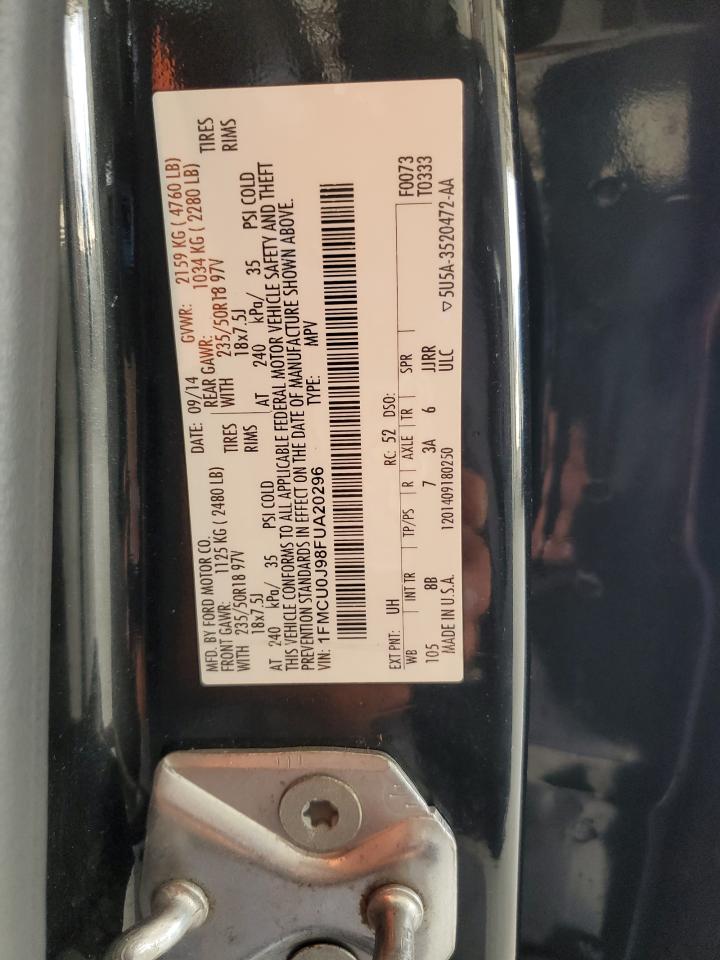 MFD. BY FORD MOTOR CO. DATE: 09/14 GVWR: 2159 KG ( 4760 LB)
FRONT GAWR: 1125 KG ( 2480 LB) REAR GAWR: 1034 KG ( 2280 LB)
WITH 235/50R18 97V TIRES WITH 235/50R18 97V TIRES
18x7.5J RIMS 18x7.5J RIMS
AT 240 kPa/ 35 PSI COLD AT 240 kPa/ 35 PSI COLD
THIS VEHICLE CONFORMS TO ALL APPLICABLE FEDERAL MOTOR VEHICLE SAFETY AND THEFT
PREVENTION STANDARDS IN EFFECT ON THE DATE OF MANUFACTURE SHOWN ABOVE.
VIN: 1FMCU0J98FUA20296 TYPE: MPV
EXT PNT: UH RC: 52 DSO: F0073
WB INT TR TP/PS R AXLE TR SPR T0333
105 8B 7 3A 6 JJRR
MADE IN U.S.A. 1201409180250 ULC ▽5U5A-3520472-AA